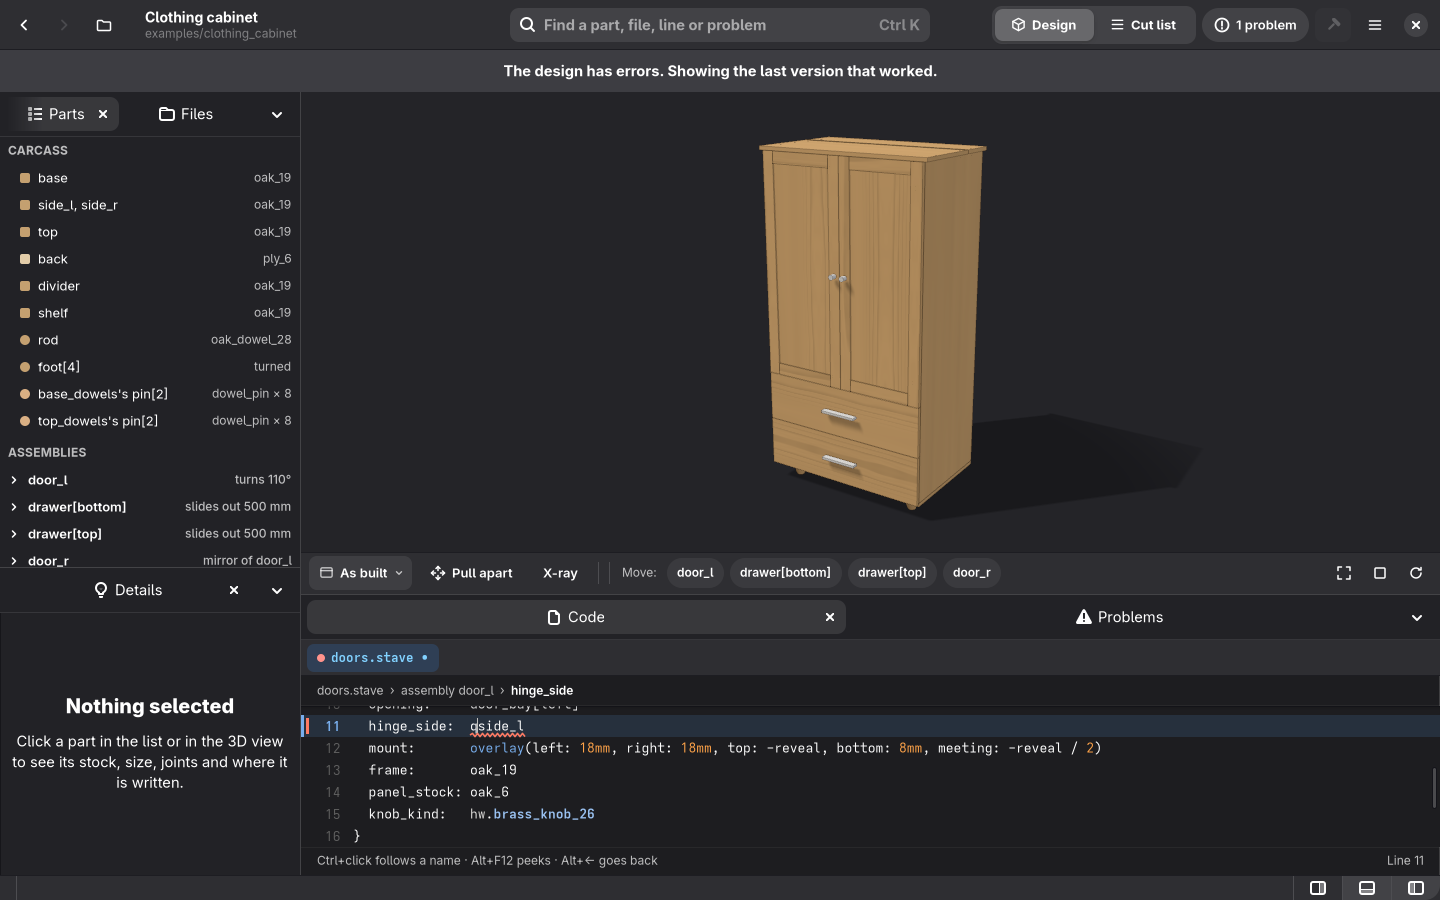 Clothing cabinet
examples/clothing_cabinet
Find a part, file, line or problem
Ctrl K
Design
Cut list
1 problem
The design has errors. Showing the last version that worked.
Parts
Files
CARCASS
base oak_19
side_l, side_r oak_19
top oak_19
back ply_6
divider oak_19
shelf oak_19
rod oak_dowel_28
foot[4] turned
base_dowels's pin[2] dowel_pin × 8
top_dowels's pin[2] dowel_pin × 8
ASSEMBLIES
door_l turns 110°
drawer[bottom] slides out 500 mm
drawer[top] slides out 500 mm
door_r mirror of door_l
Details
Nothing selected
Click a part in the list or in the 3D view
to see its stock, size, joints and where it
is written.
As built
Pull apart
X-ray
Move:
door_l
drawer[bottom]
drawer[top]
door_r
Code
Problems
doors.stave •
doors.stave › assembly door_l › hinge_side
11 hinge_side: qside_l
12 mount: overlay(left: 18mm, right: 18mm, top: -reveal, bottom: 8mm, meeting: -reveal / 2)
13 frame: oak_19
14 panel_stock: oak_6
15 knob_kind: hw.brass_knob_26
16 }
Ctrl+click follows a name · Alt+F12 peeks · Alt+← goes back
Line 11